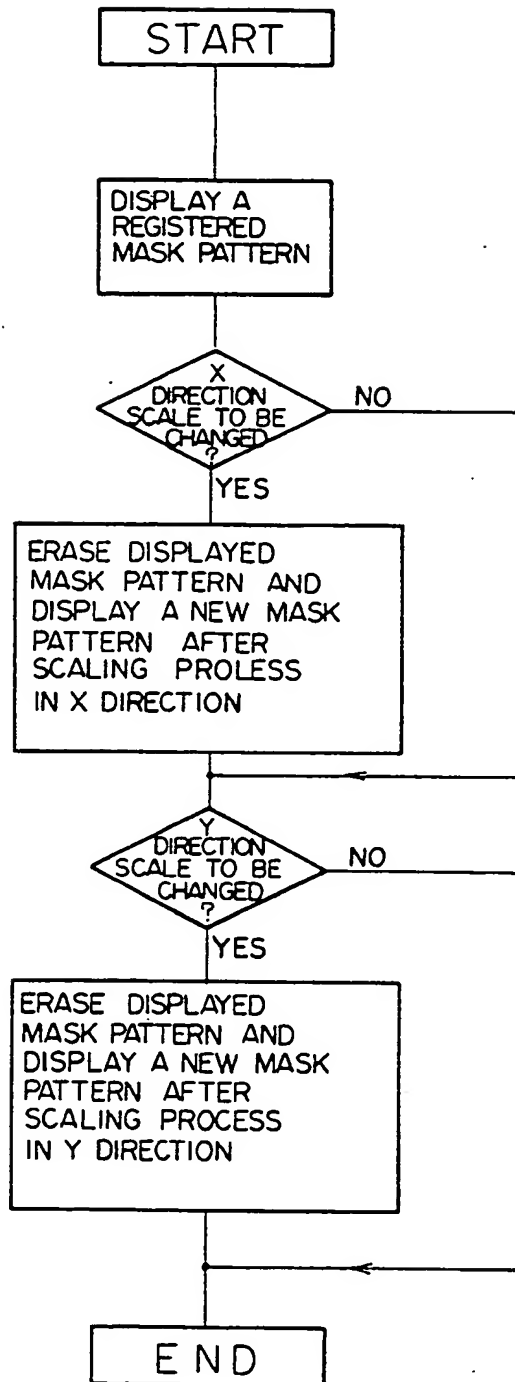 START
DISPLAY A
REGISTERED
MASK PATTERN
X
DIRECTION
SCALE TO BE
CHANGED
?
NO
YES
ERASE DISPLAYED
MASK PATTERN AND
DISPLAY A NEW MASK
PATTERN AFTER
SCALING PROLESS
IN X DIRECTION
Y
DIRECTION
SCALE TO BE
CHANGED
?
NO
YES
ERASE DISPLAYED
MASK PATTERN AND
DISPLAY A NEW MASK
PATTERN AFTER
SCALING PROCESS
IN Y DIRECTION
END